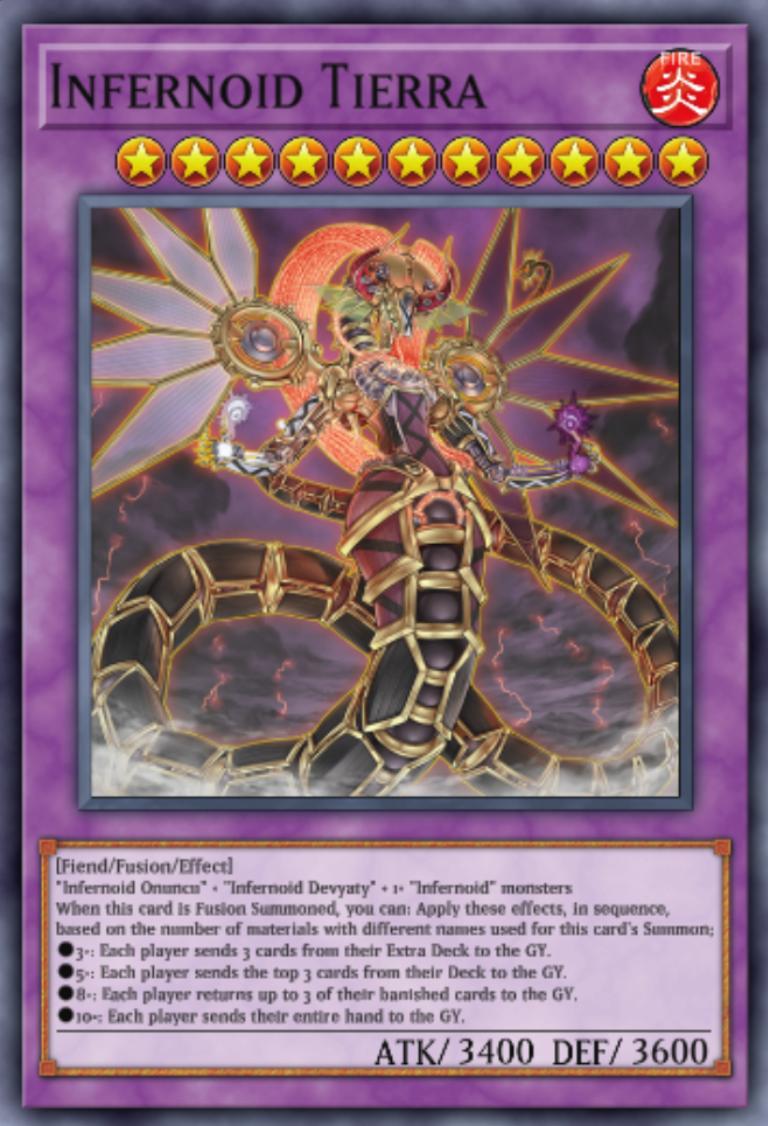 Infernoid Tierra
FIRE
炎
[Fiend/Fusion/Effect]
"Infernoid Onuncu" + "Infernoid Devyaty" + 1+ "Infernoid" monsters
When this card is Fusion Summoned, you can: Apply these effects, in sequence,
based on the number of materials with different names used for this card's Summon;
●3+: Each player sends 3 cards from their Extra Deck to the GY.
●5+: Each player sends the top 3 cards from their Deck to the GY.
●8+: Each player returns up to 3 of their banished cards to the GY.
●10+: Each player sends their entire hand to the GY.
ATK/ 3400 DEF/ 3600